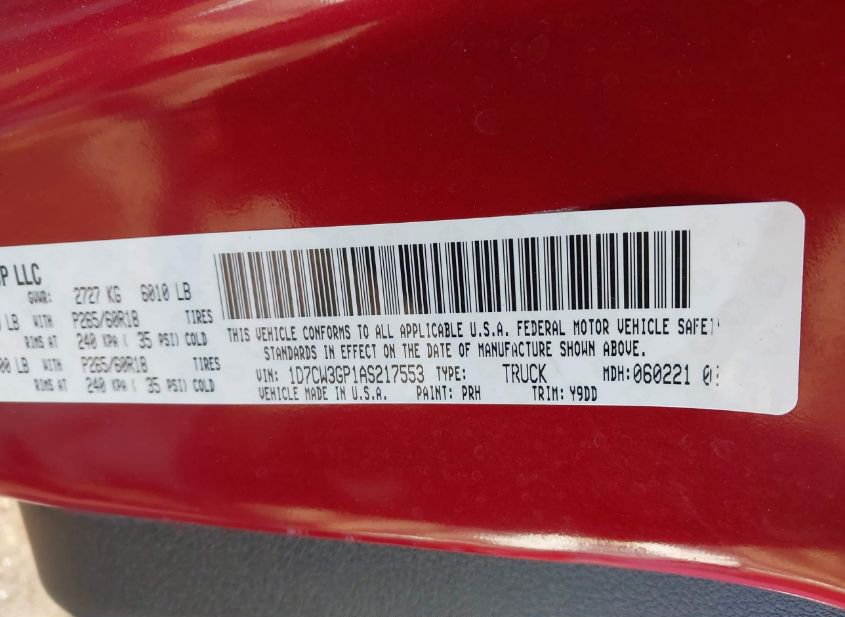 P LLC
GVWR: 2727 KG 6010 LB
LB WITH P265/60R18 TIRES
RIMS AT 240 KPA ( 35 PSI) COLD
00 LB WITH P265/60R18 TIRES
RIMS AT 240 KPA ( 35 PSI) COLD
THIS VEHICLE CONFORMS TO ALL APPLICABLE U.S.A. FEDERAL MOTOR VEHICLE SAFET
STANDARDS IN EFFECT ON THE DATE OF MANUFACTURE SHOWN ABOVE.
VIN: 1D7CW3GP1AS217553 TYPE: TRUCK MDH: 060221 0
VEHICLE MADE IN U.S.A. PAINT: PRH TRIM: Y9DD